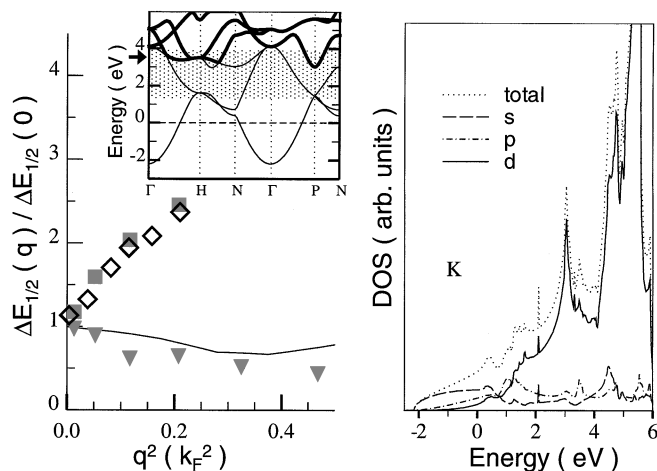 ΔE1/2 (q) / ΔE1/2 (0)
4
3
2
1
0
0.0
0.2
0.4
q² ( kF² )
Energy ( eV )
4
2
0
-2
Γ
H
N
Γ
P
N
DOS ( arb. units )
total
s
p
d
K
-2
0
2
4
6
Energy ( eV )